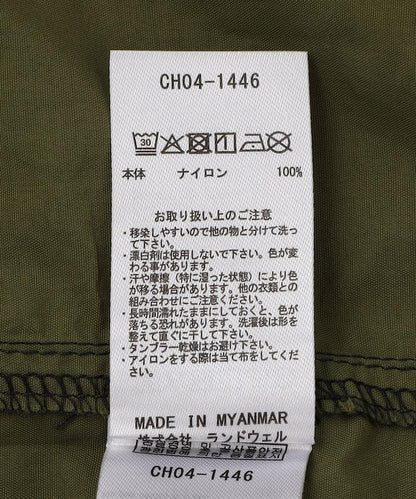 CH04-1446
30
本体 ナイロン 100%
お取り扱い上のご注意
・移染しやすいので他の物と分けて洗っ
て下さい。
・漂白剤は使用しないで下さい。色が変
わる事があります。
・汗や摩擦(特に湿った状態)により色
が移る場合があります。他の衣類との
組み合わせにご注意下さい。
・長時間濡れたままにしておくと、色が
落ちる恐れがあります。洗濯後は形を
整えて直ぐに干して下さい。
・タンブラー乾燥はお避け下さい。
・アイロンをする際は当て布をしてくだ
さい。
MADE IN MYANMAR
株式会社 ランドウェル
CH04-1446